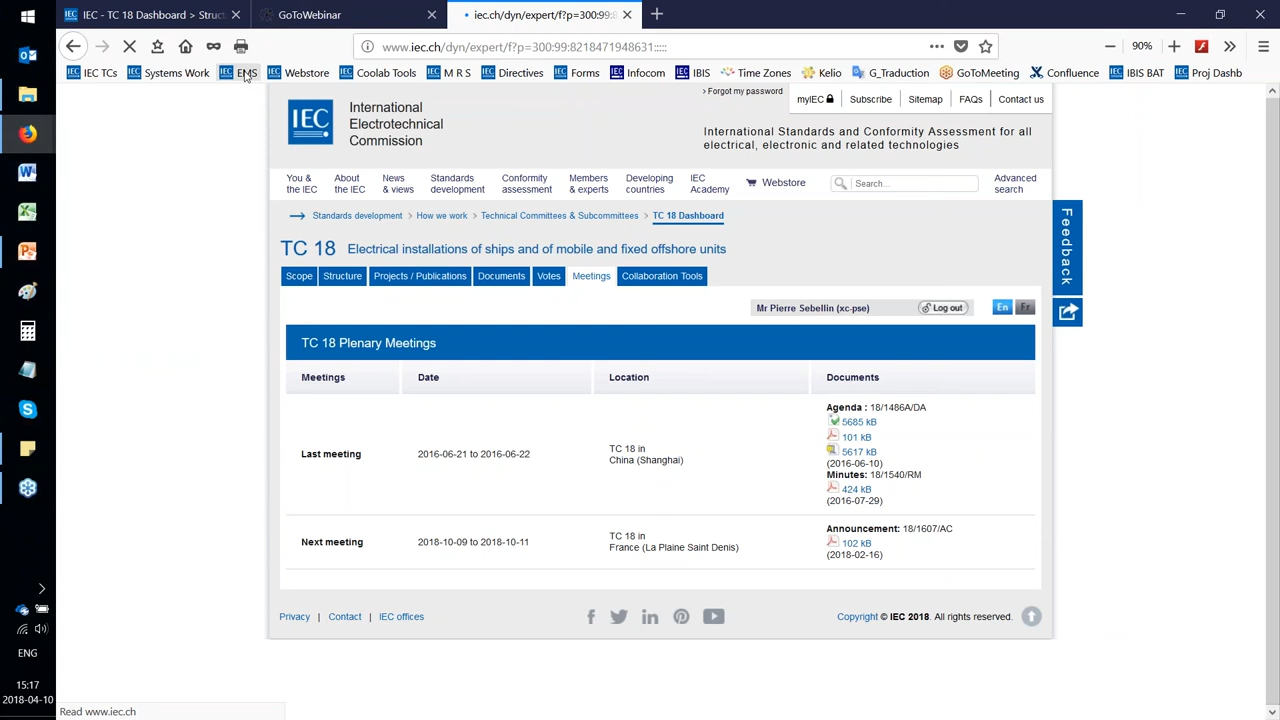 IEC - TC 18 Dashboard > Struct
GoToWebinar
iec.ch/dyn/expert/f?p=300:99:8
www.iec.ch/dyn/expert/f?p=300:99:8218471948631:::::
90%
IEC TCs
Systems Work
EMS
Webstore
Coolab Tools
M R S
Directives
Forms
Infocom
IBIS
Time Zones
Kelio
G_Traduction
GoToMeeting
Confluence
IBIS BAT
Proj Dashb
› Forgot my password
myIEC
Subscribe
Sitemap
FAQs
Contact us
IEC
International
Electrotechnical
Commission
International Standards and Conformity Assessment for all
electrical, electronic and related technologies
You &
the IEC
About
the IEC
News
& views
Standards
development
Conformity
assessment
Members
& experts
Developing
countries
IEC
Academy
Webstore
Search...
Advanced
search
Standards development > How we work > Technical Committees & Subcommittees > TC 18 Dashboard
Feedback
TC 18 Electrical installations of ships and of mobile and fixed offshore units
Scope
Structure
Projects / Publications
Documents
Votes
Meetings
Collaboration Tools
Mr Pierre Sebellin (xc-pse)
Log out
En
Fr
TC 18 Plenary Meetings
Meetings
Date
Location
Documents
Last meeting
2016-06-21 to 2016-06-22
TC 18 in
China (Shanghai)
Agenda : 18/1486A/DA
5685 kB
101 kB
5617 kB
(2016-06-10)
Minutes: 18/1540/RM
424 kB
(2016-07-29)
Next meeting
2018-10-09 to 2018-10-11
TC 18 in
France (La Plaine Saint Denis)
Announcement: 18/1607/AC
102 kB
(2018-02-16)
Privacy | Contact | IEC offices
Copyright © IEC 2018. All rights reserved.
ENG
15:17
2018-04-10
Read www.iec.ch